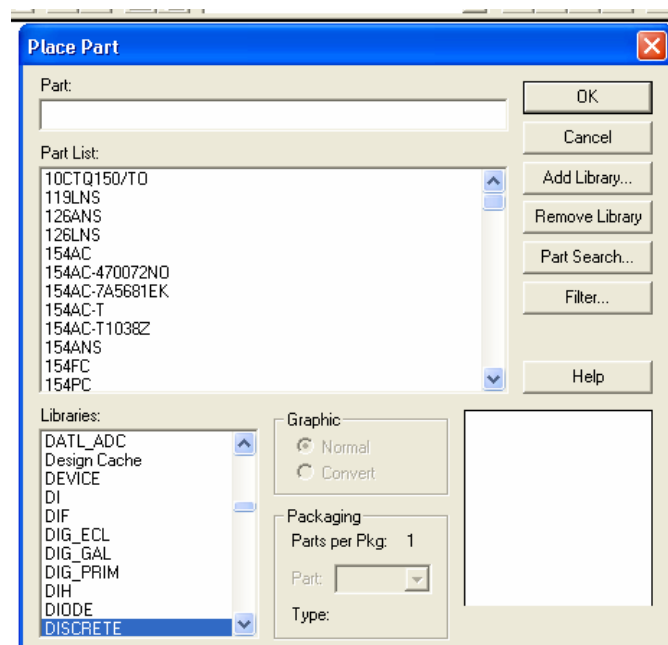 Place Part
Part:
OK
Cancel
Part List:
10CTQ150/TO
119LNS
126ANS
126LNS
154AC
154AC-470072NO
154AC-7A5681EK
154AC-T
154AC-T1038Z
154ANS
154FC
154PC
Add Library...
Remove Library
Part Search...
Filter...
Help
Libraries:
DATL_ADC
Design Cache
DEVICE
DI
DIF
DIG_ECL
DIG_GAL
DIG_PRIM
DIH
DIODE
DISCRETE
Graphic
Normal
Convert
Packaging
Parts per Pkg: 1
Part:
Type: